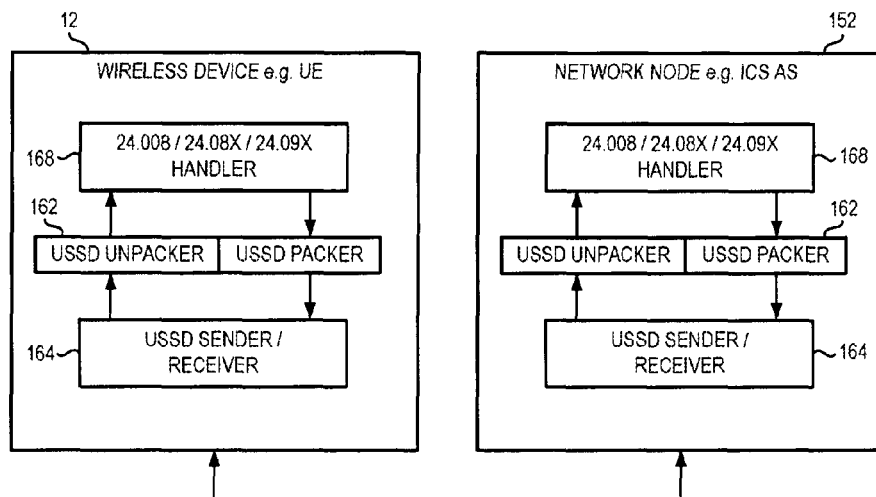 12
152
WIRELESS DEVICE e.g. UE
NETWORK NODE e.g. ICS AS
168
24.008 / 24.08X / 24.09X
HANDLER
24.008 / 24.08X / 24.09X
HANDLER
168
162
162
USSD UNPACKER
USSD PACKER
USSD UNPACKER
USSD PACKER
164
USSD SENDER /
RECEIVER
USSD SENDER /
RECEIVER
164